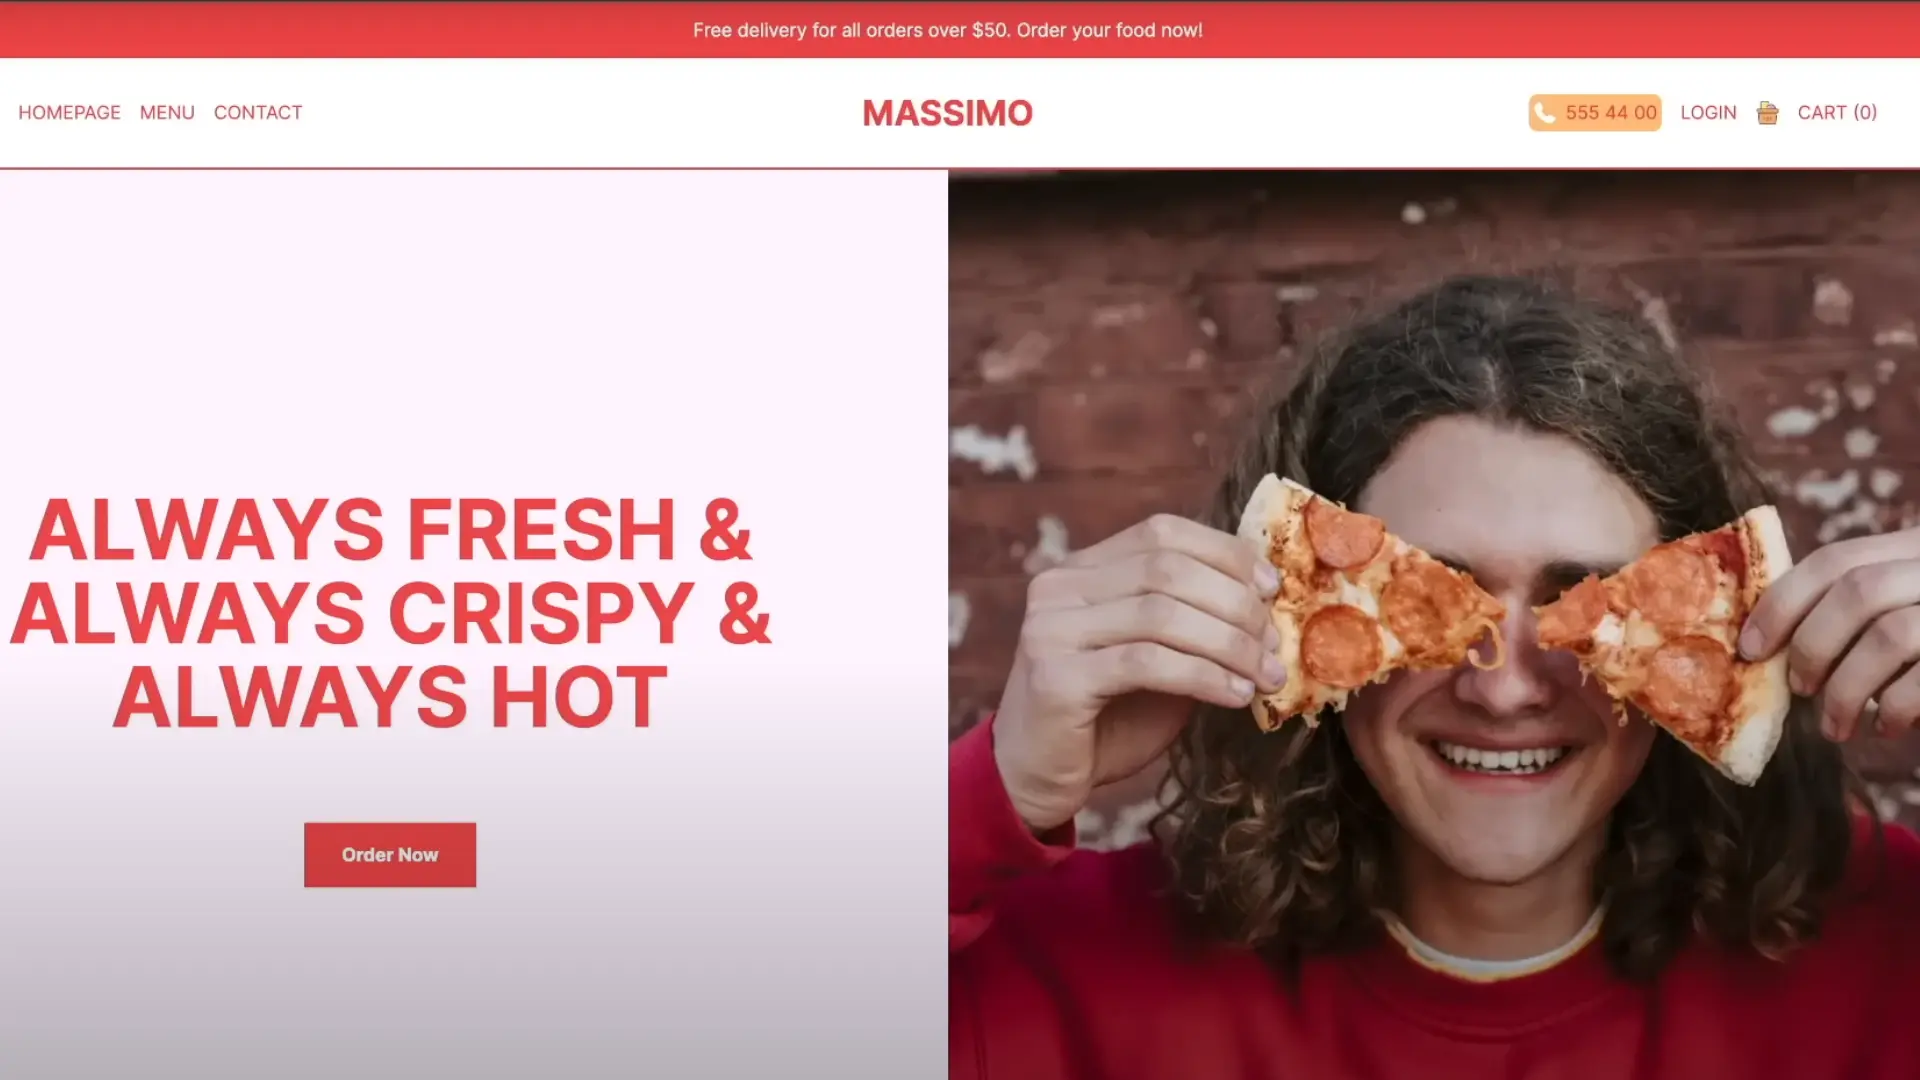 Free delivery for all orders over $50. Order your food now!
HOMEPAGE MENU CONTACT
MASSIMO
555 44 00 LOGIN CART (0)
ALWAYS FRESH &
ALWAYS CRISPY &
ALWAYS HOT
Order Now